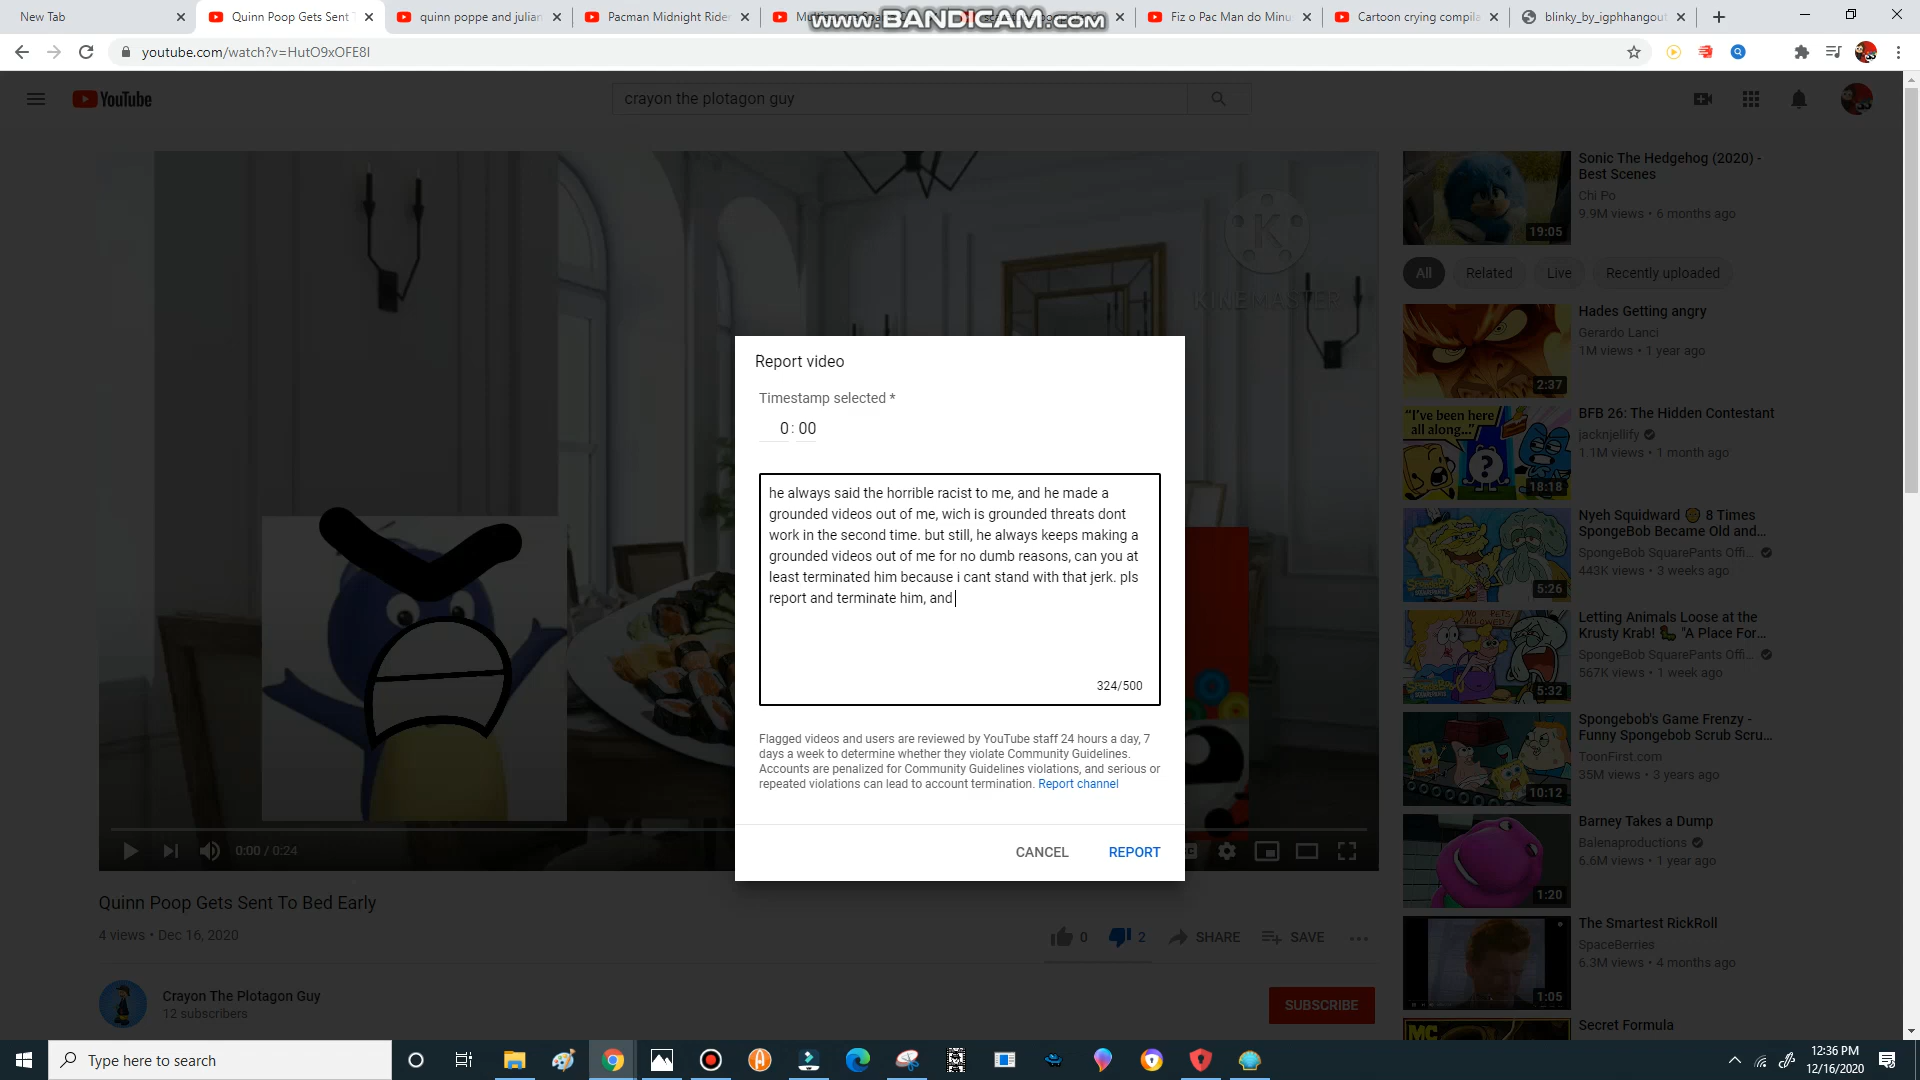 New Tab
Quinn Poop Gets Sent T
quinn poppe and julian
Pacman Midnight Rider
www.BANDICAM.com
Fiz o Pac Man do Minu
Cartoon crying compila
blinky_by_igphhangout
youtube.com/watch?v=HutO9xOFE8I
YouTube
crayon the plotagon guy
KINEMASTER
Report video
Timestamp selected *
0 : 00
he always said the horrible racist to me, and he made a
grounded videos out of me, wich is grounded threats dont
work in the second time. but still, he always keeps making a
grounded videos out of me for no dumb reasons, can you at
least terminated him because i cant stand with that jerk. pls
report and terminate him, and
324/500
Flagged videos and users are reviewed by YouTube staff 24 hours a day, 7
days a week to determine whether they violate Community Guidelines.
Accounts are penalized for Community Guidelines violations, and serious or
repeated violations can lead to account termination. Report channel
CANCEL
REPORT
0:00 / 0:24
Quinn Poop Gets Sent To Bed Early
4 views • Dec 16, 2020
0
2
SHARE
SAVE
Crayon The Plotagon Guy
12 subscribers
SUBSCRIBE
Sonic The Hedgehog (2020) -
Best Scenes
Chi Po
9.9M views • 6 months ago
19:05
All
Related
Live
Recently uploaded
Hades Getting angry
Gerardo Lanci
1M views • 1 year ago
2:37
"I've been here
all along..."
BFB 26: The Hidden Contestant
jacknjellify
1.1M views • 1 month ago
18:18
Nyeh Squidward 😠 8 Times
SpongeBob Became Old and...
SpongeBob SquarePants Offi...
443K views • 3 weeks ago
5:26
Letting Animals Loose at the
Krusty Krab! 🐛 "A Place For...
SpongeBob SquarePants Offi...
567K views • 1 week ago
5:32
Spongebob's Game Frenzy -
Funny Spongebob Scrub Scru...
ToonFirst.com
35M views • 3 years ago
10:12
Barney Takes a Dump
Balenaproductions
6.6M views • 1 year ago
1:20
The Smartest RickRoll
SpaceBerries
6.3M views • 4 months ago
1:05
Secret Formula
Type here to search
12:36 PM
12/16/2020